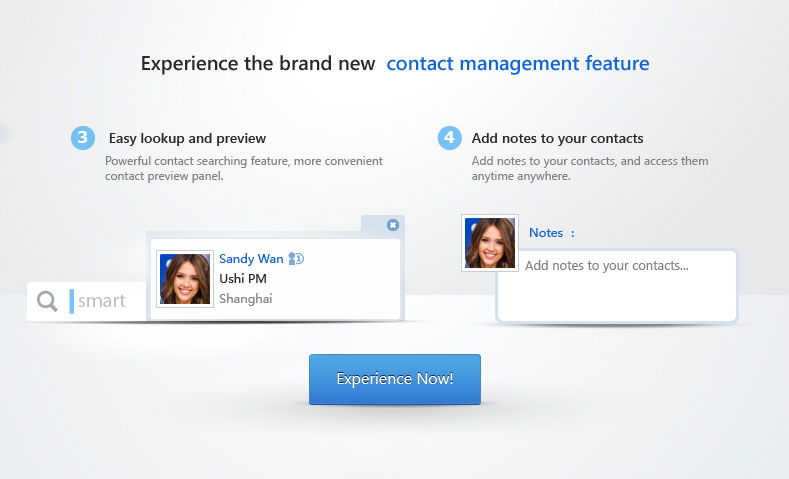 Experience the brand new contact management feature
3 Easy lookup and preview
Powerful contact searching feature, more convenient
contact preview panel.
4 Add notes to your contacts
Add notes to your contacts, and access them
anytime anywhere.
smart
Sandy Wan 1
Ushi PM
Shanghai
Notes :
Add notes to your contacts...
Experience Now!